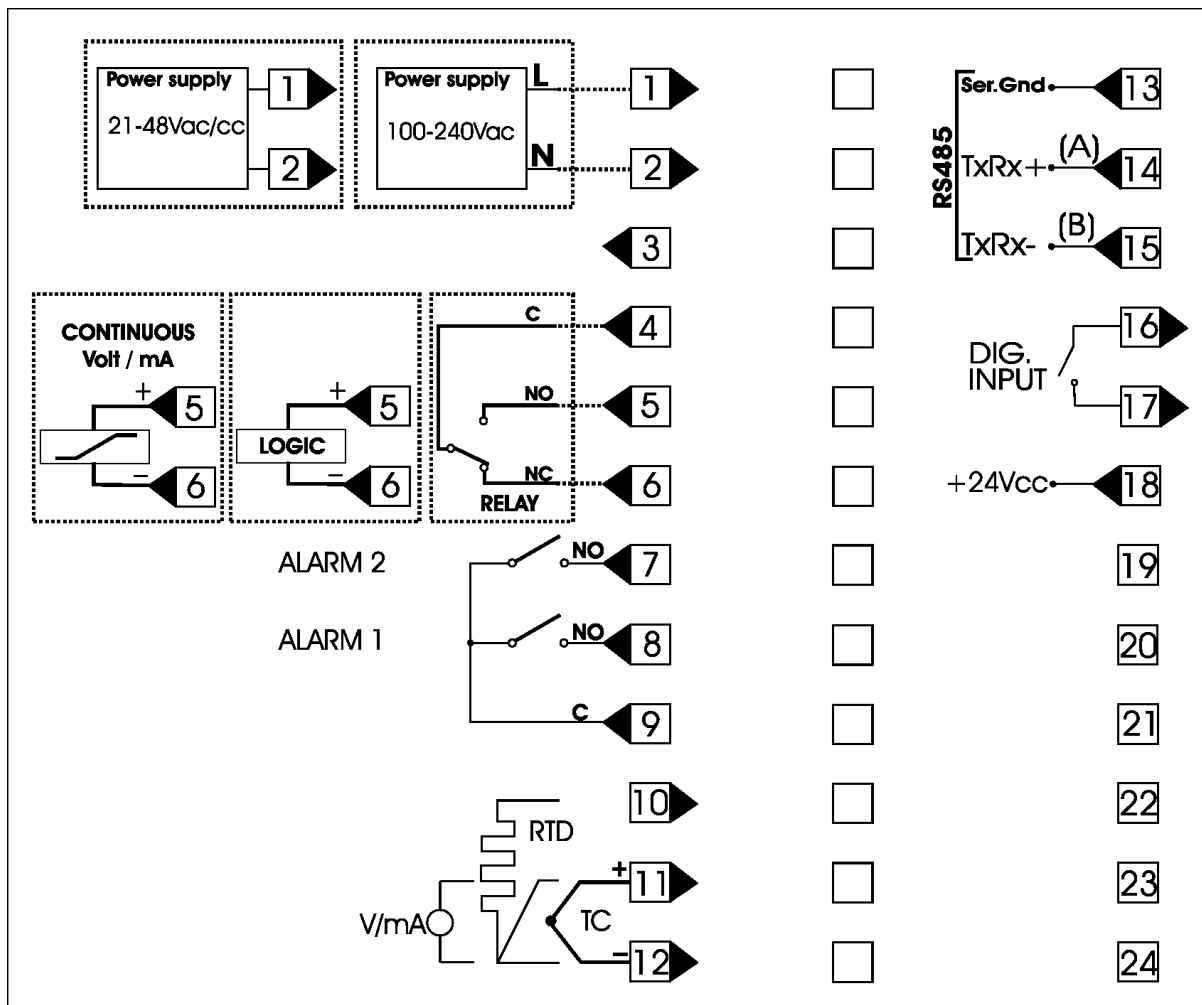 Power supply
21-48Vac/cc
1
2
Power supply
100-240Vac
L
N
1
2
3
CONTINUOUS
Volt / mA
+
5
−
6
+
5
LOGIC
−
6
C
4
NO
5
NC
6
RELAY
ALARM 2
NO
7
ALARM 1
NO
8
C
9
10
RTD
+
11
V/mA
TC
−
12
RS485
Ser.Gnd
13
TxRx+
(A)
14
TxRx-
(B)
15
DIG.
INPUT
16
17
+24Vcc
18
19
20
21
22
23
24